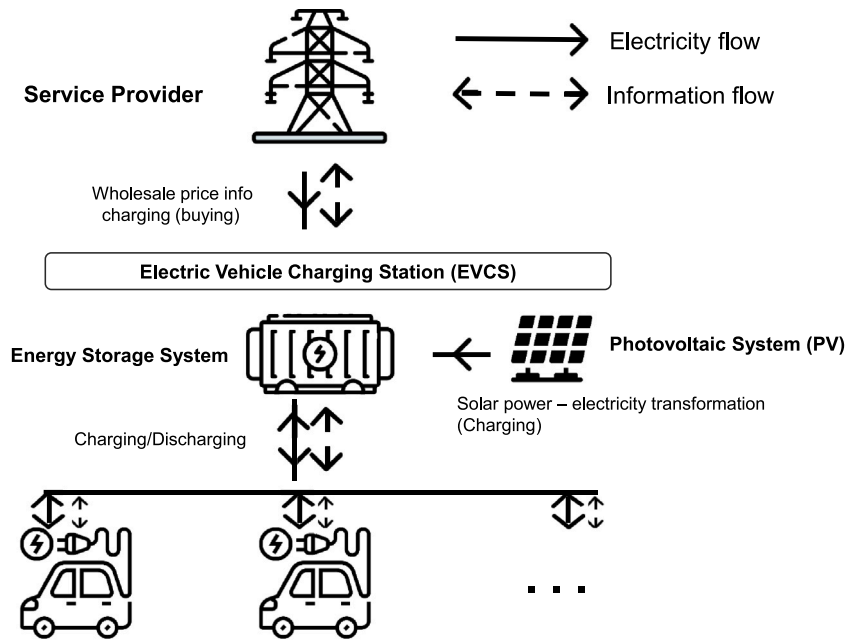 Electricity flow
Service Provider
Information flow
Wholesale price info
charging (buying)
Electric Vehicle Charging Station (EVCS)
Energy Storage System
Photovoltaic System (PV)
Solar power – electricity transformation
(Charging)
Charging/Discharging
. . .